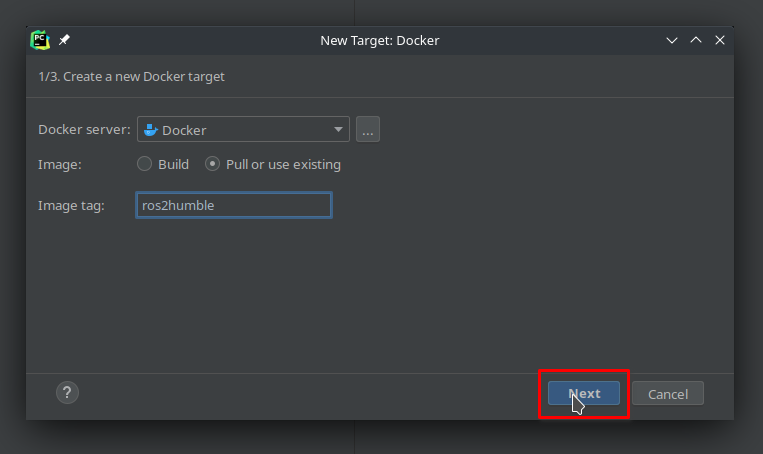 PC
New Target: Docker
1/3. Create a new Docker target
Docker server: Docker ...
Image: Build Pull or use existing
Image tag: ros2humble
? Next Cancel